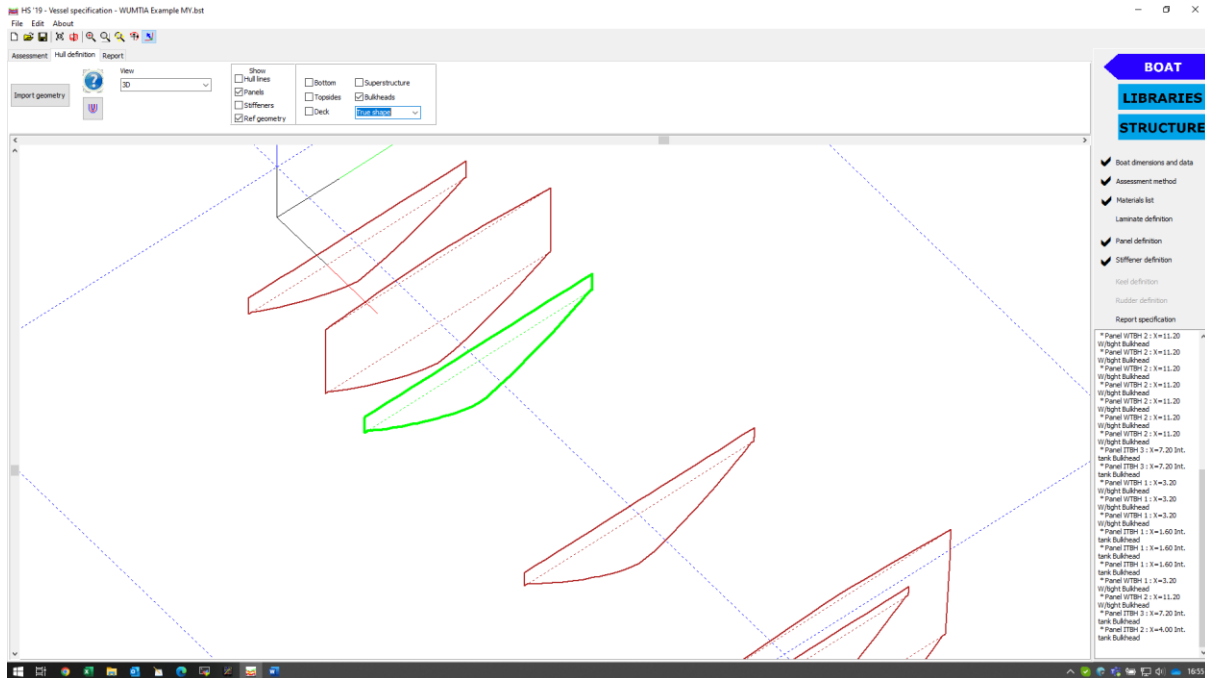 HS '19 - Vessel specification - WUMTIA Example MY.bst
File Edit About
Assessment Hull definition Report
Import geometry
View
3D
Show
Hull lines
Panels
Stiffeners
Ref geometry
Bottom
Topsides
Deck
Superstructure
Bulkheads
True shape
BOAT
LIBRARIES
STRUCTURE
Boat dimensions and data
Assessment method
Materials list
Laminate definition
Panel definition
Stiffener definition
Keel definition
Rudder definition
Report specification
* Panel WTBH 2 : X=11.20
W/tight Bulkhead
* Panel WTBH 2 : X=11.20
W/tight Bulkhead
* Panel WTBH 2 : X=11.20
W/tight Bulkhead
* Panel WTBH 2 : X=11.20
W/tight Bulkhead
* Panel WTBH 2 : X=11.20
W/tight Bulkhead
* Panel WTBH 2 : X=11.20
W/tight Bulkhead
* Panel WTBH 2 : X=11.20
W/tight Bulkhead
* Panel ITBH 3 : X=7.20 Int.
tank Bulkhead
* Panel ITBH 3 : X=7.20 Int.
tank Bulkhead
* Panel WTBH 1 : X=3.20
W/tight Bulkhead
* Panel WTBH 1 : X=3.20
W/tight Bulkhead
* Panel WTBH 1 : X=3.20
W/tight Bulkhead
* Panel ITBH 1 : X=1.60 Int.
tank Bulkhead
* Panel ITBH 1 : X=1.60 Int.
tank Bulkhead
* Panel ITBH 1 : X=1.60 Int.
tank Bulkhead
* Panel WTBH 1 : X=3.20
W/tight Bulkhead
* Panel WTBH 2 : X=11.20
W/tight Bulkhead
* Panel ITBH 3 : X=7.20 Int.
tank Bulkhead
* Panel ITBH 2 : X=4.00 Int.
tank Bulkhead
16:55